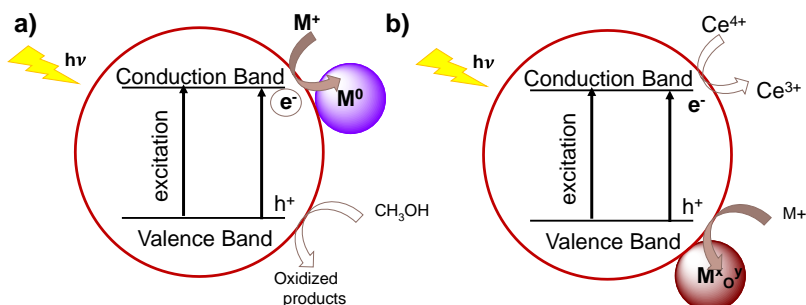 a)
hν
M⁺
Conduction Band
e⁻
M⁰
excitation
h⁺
CH₃OH
Valence Band
Oxidized
products
b)
hν
Ce⁴⁺
Conduction Band
Ce³⁺
e⁻
excitation
h⁺
M+
Valence Band
MˣOʸ